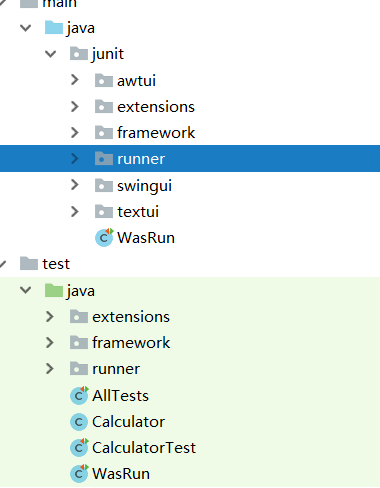 main
java
junit
awtui
extensions
framework
runner
swingui
textui
WasRun
test
java
extensions
framework
runner
AllTests
Calculator
CalculatorTest
WasRun